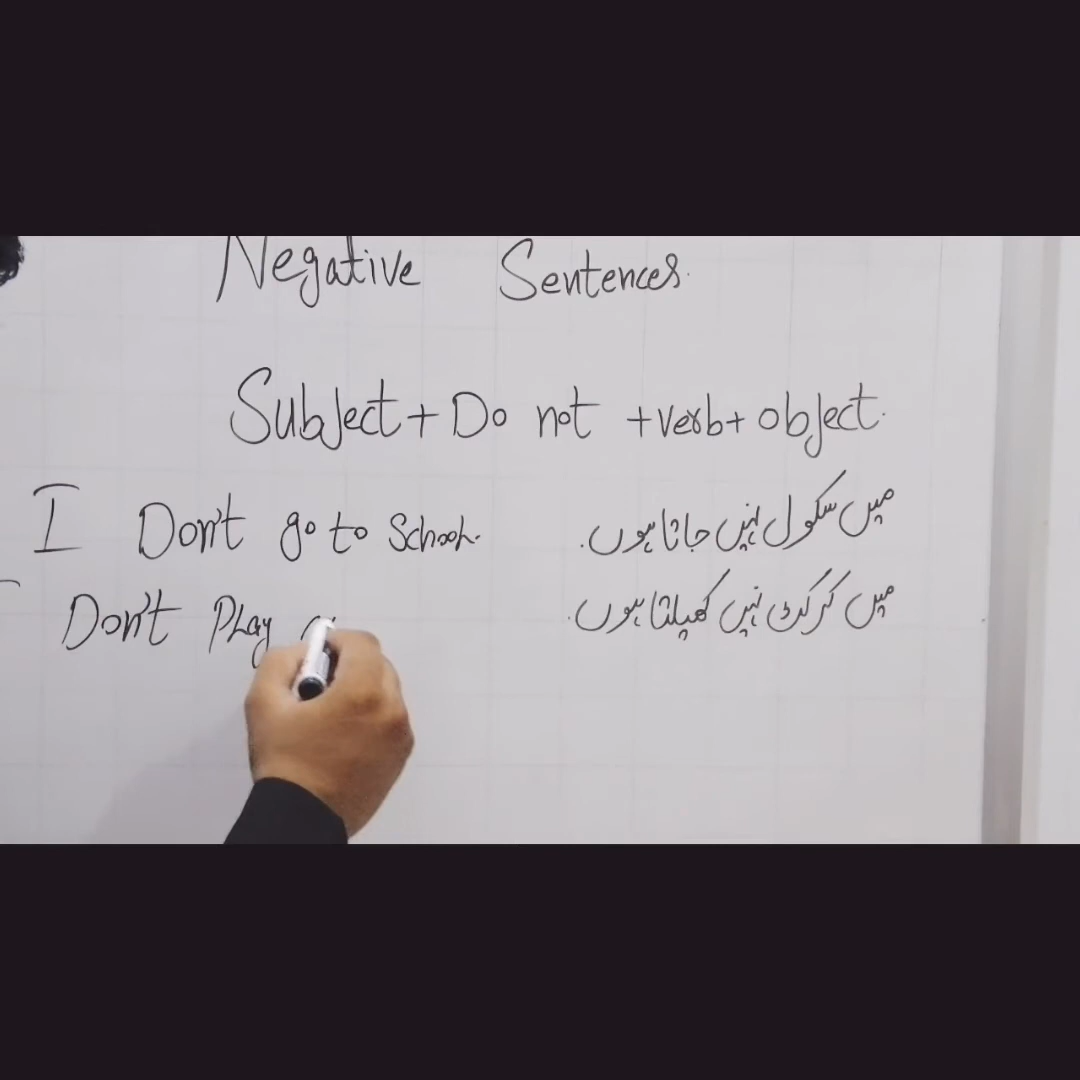 Negative Sentences.
Subject + Do not + verb + object.
I Don't go to School. میں سکول نہیں جاتا ہوں.
Don't Play میں کرکٹ نہیں کھیلتا ہوں.